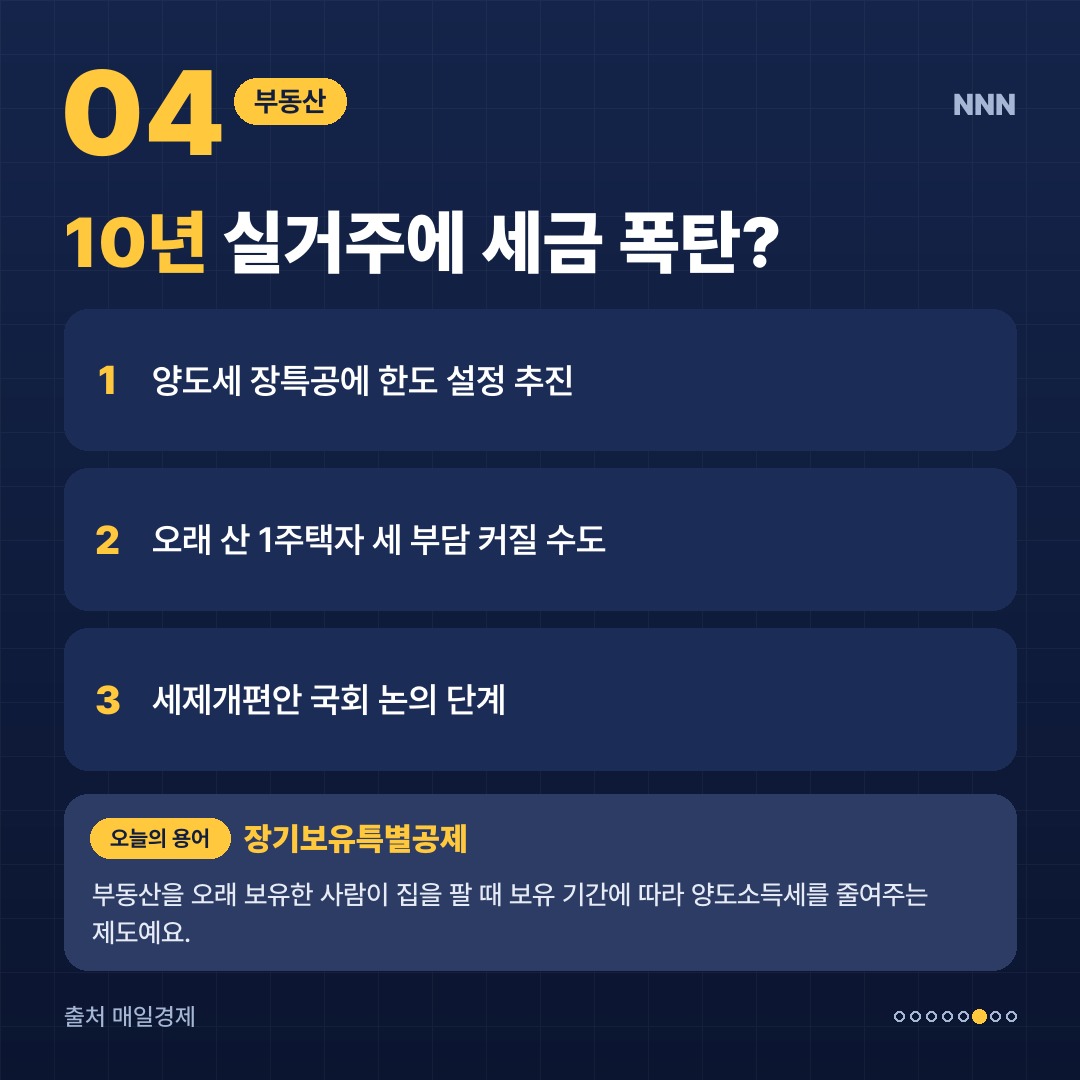 04 부동산
NNN
10년 실거주에 세금 폭탄?
1 양도세 장특공에 한도 설정 추진
2 오래 산 1주택자 세 부담 커질 수도
3 세제개편안 국회 논의 단계
오늘의 용어 장기보유특별공제
부동산을 오래 보유한 사람이 집을 팔 때 보유 기간에 따라 양도소득세를 줄여주는
제도예요.
출처 매일경제